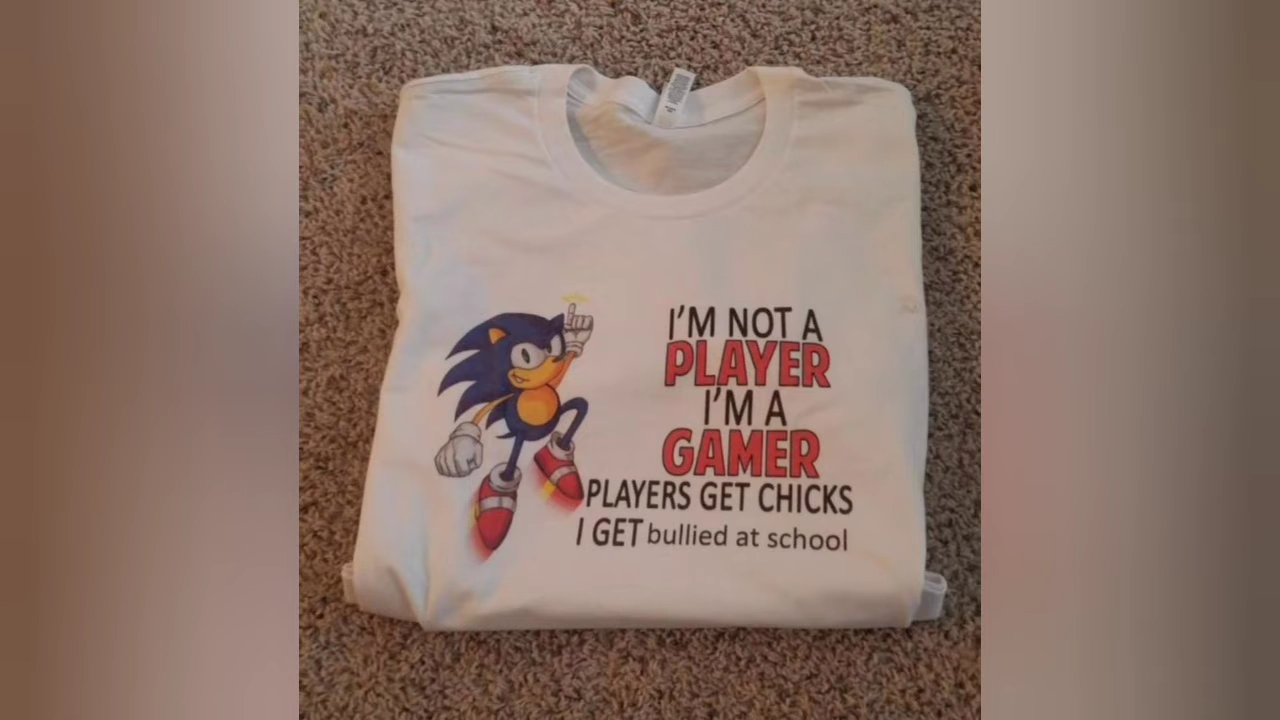 I'M NOT A
PLAYER
I'M A
GAMER
PLAYERS GET CHICKS
I GET bullied at school